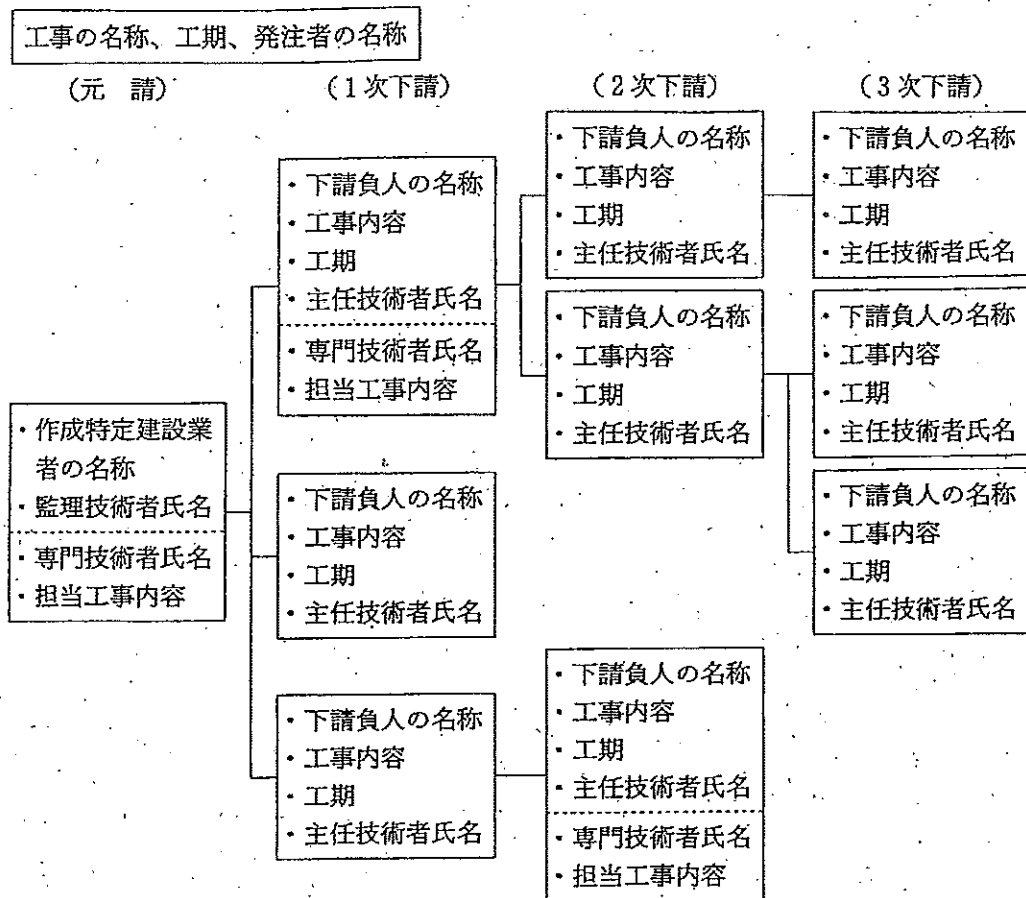 工事の名称、工期、発注者の名称
(元 請)
(1次下請)
(2次下請)
(3次下請)
・作成特定建設業
者の名称
・監理技術者氏名
・専門技術者氏名
・担当工事内容
・下請負人の名称
・工事内容
・工期
・主任技術者氏名
・専門技術者氏名
・担当工事内容
・下請負人の名称
・工事内容
・工期
・主任技術者氏名
・下請負人の名称
・工事内容
・工期
・主任技術者氏名
・下請負人の名称
・工事内容
・工期
・主任技術者氏名
・下請負人の名称
・工事内容
・工期
・主任技術者氏名
・下請負人の名称
・工事内容
・工期
・主任技術者氏名
・専門技術者氏名
・担当工事内容
・下請負人の名称
・工事内容
・工期
・主任技術者氏名
・下請負人の名称
・工事内容
・工期
・主任技術者氏名
・下請負人の名称
・工事内容
・工期
・主任技術者氏名